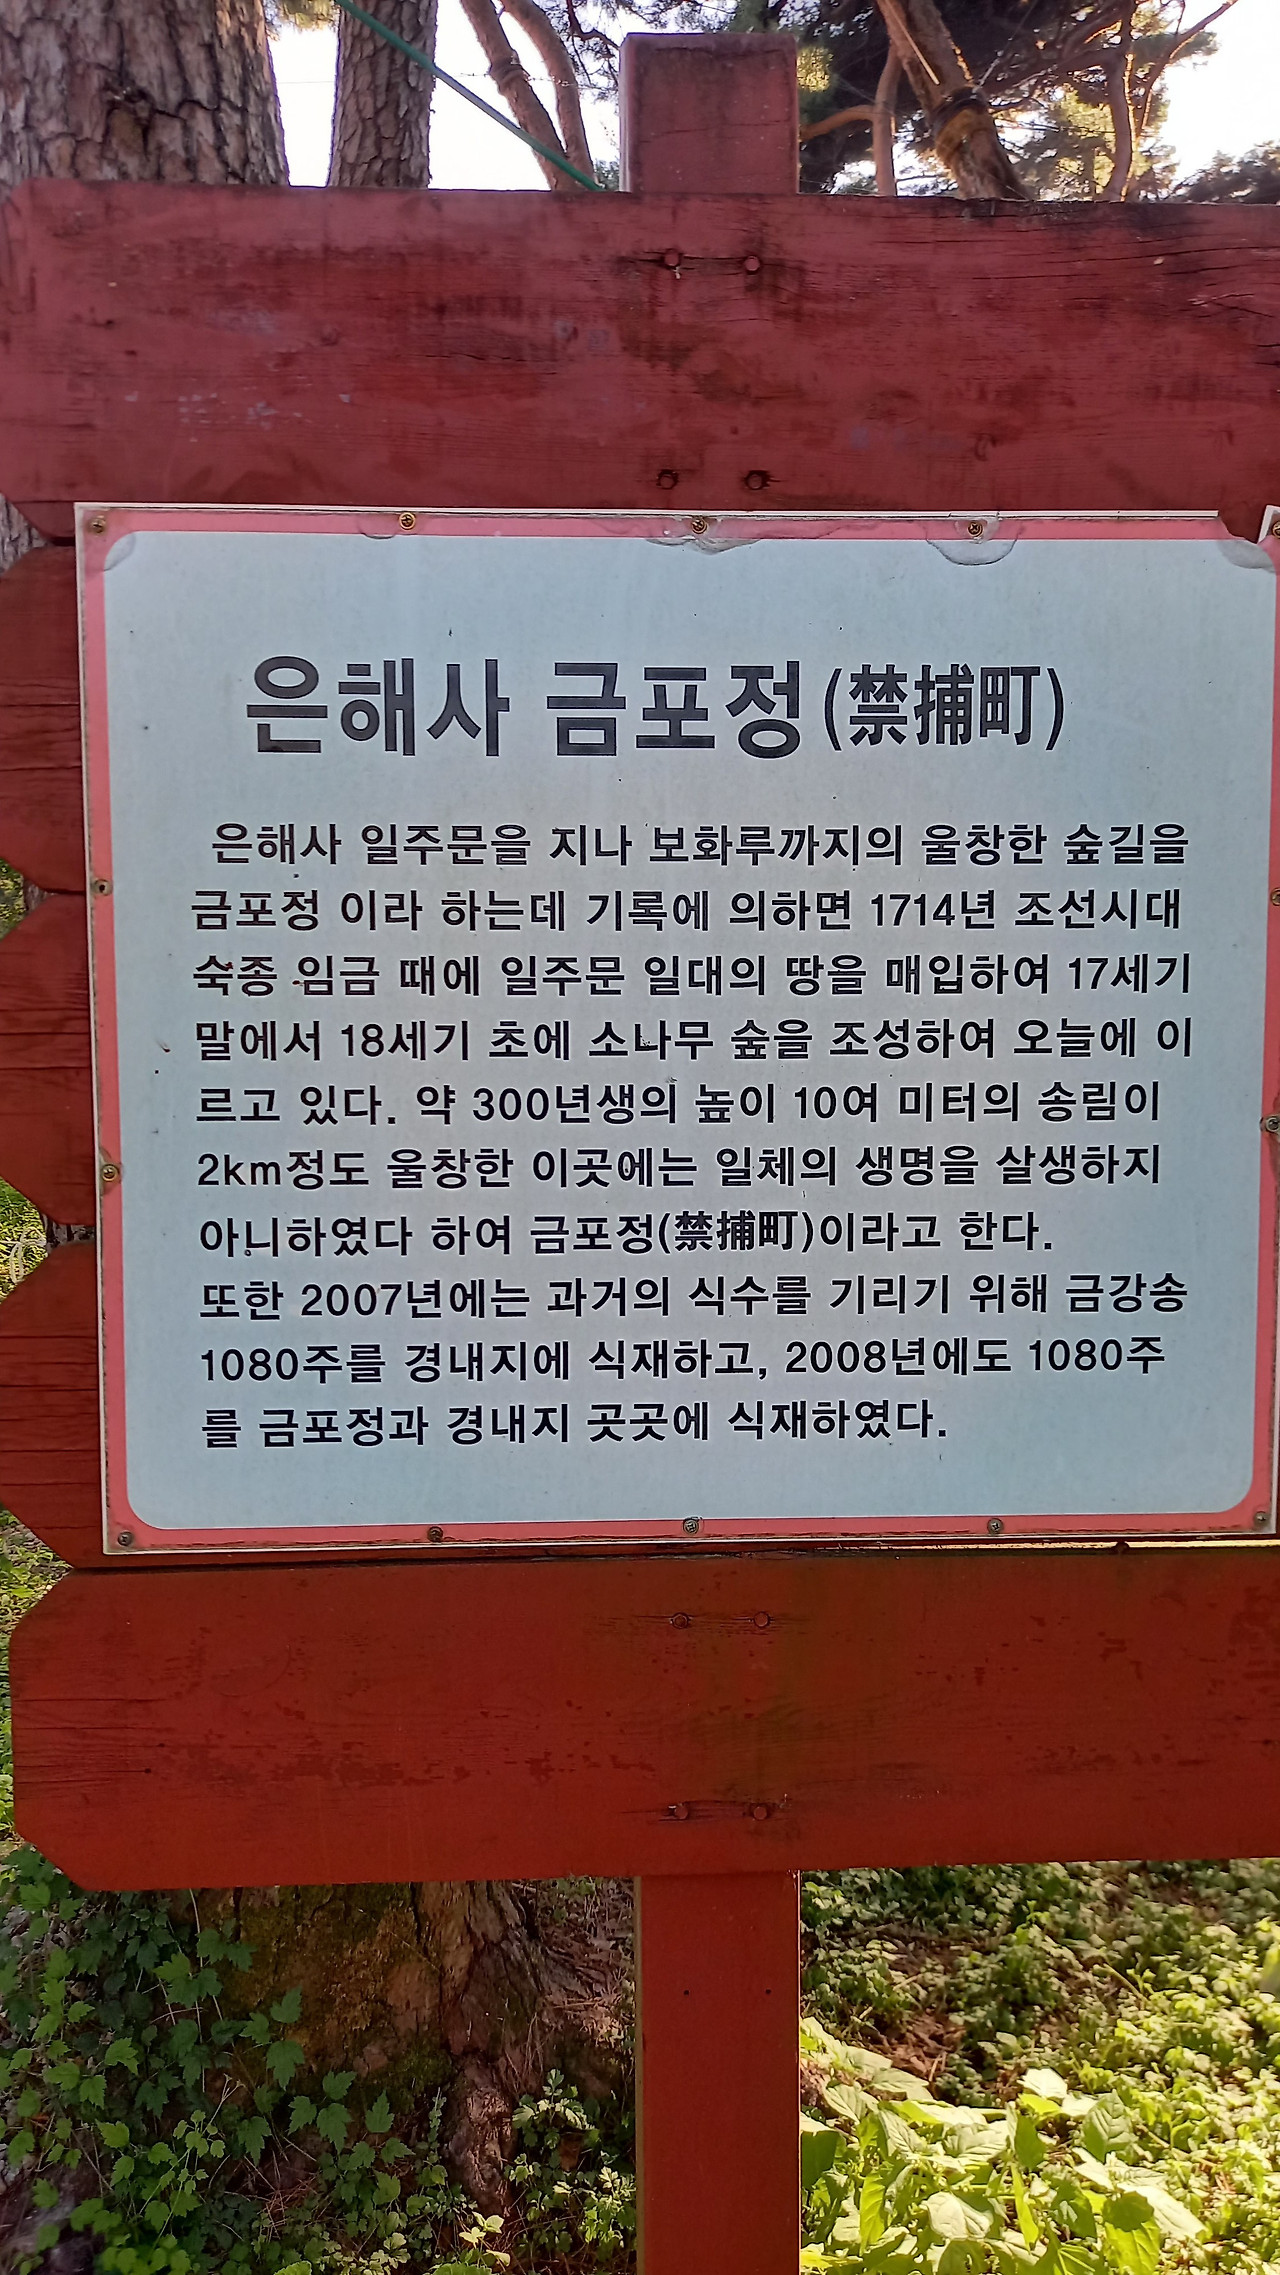 은해사 금포정(禁捕町)
은해사 일주문을 지나 보화루까지의 울창한 숲길을
금포정 이라 하는데 기록에 의하면 1714년 조선시대
숙종 임금 때에 일주문 일대의 땅을 매입하여 17세기
말에서 18세기 초에 소나무 숲을 조성하여 오늘에 이
르고 있다. 약 300년생의 높이 10여 미터의 송림이
2km정도 울창한 이곳에는 일체의 생명을 살생하지
아니하였다 하여 금포정(禁捕町)이라고 한다.
또한 2007년에는 과거의 식수를 기리기 위해 금강송
1080주를 경내지에 식재하고, 2008년에도 1080주
를 금포정과 경내지 곳곳에 식재하였다.